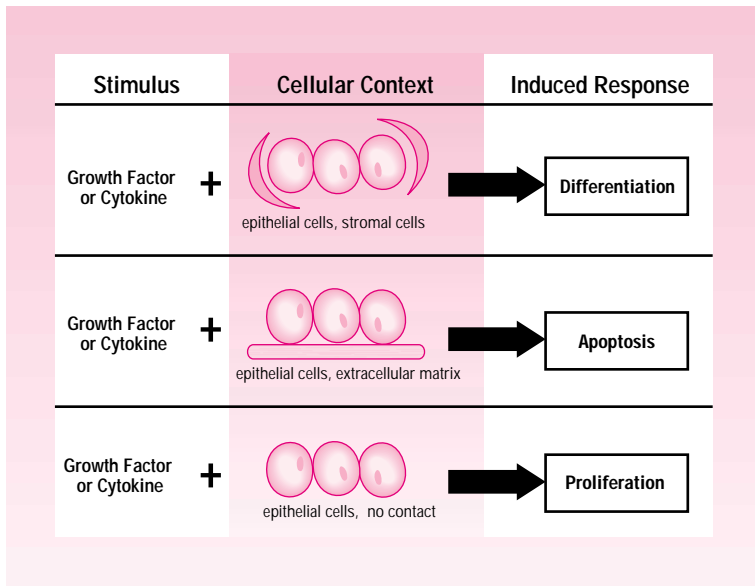 Stimulus
Cellular Context
Induced Response
Growth Factor
or Cytokine
+
epithelial cells, stromal cells
Differentiation
Growth Factor
or Cytokine
+
epithelial cells, extracellular matrix
Apoptosis
Growth Factor
or Cytokine
+
epithelial cells, no contact
Proliferation